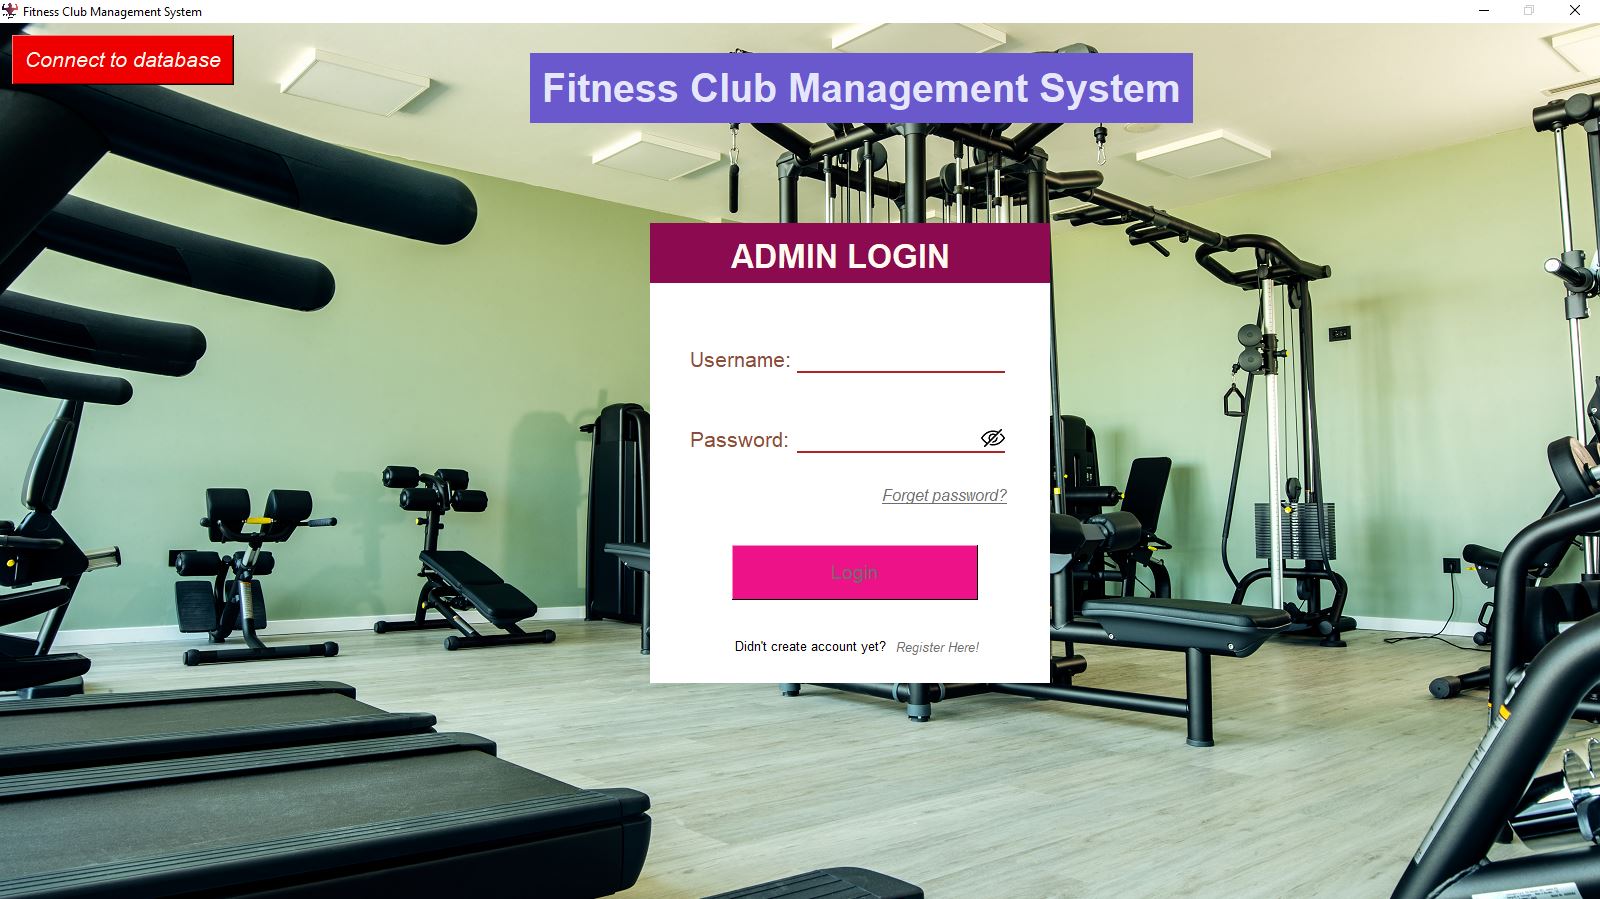 Fitness Club Management System
Connect to database
Fitness Club Management System
ADMIN LOGIN
Username:
Password:
Forget password?
Login
Didn't create account yet? Register Here!